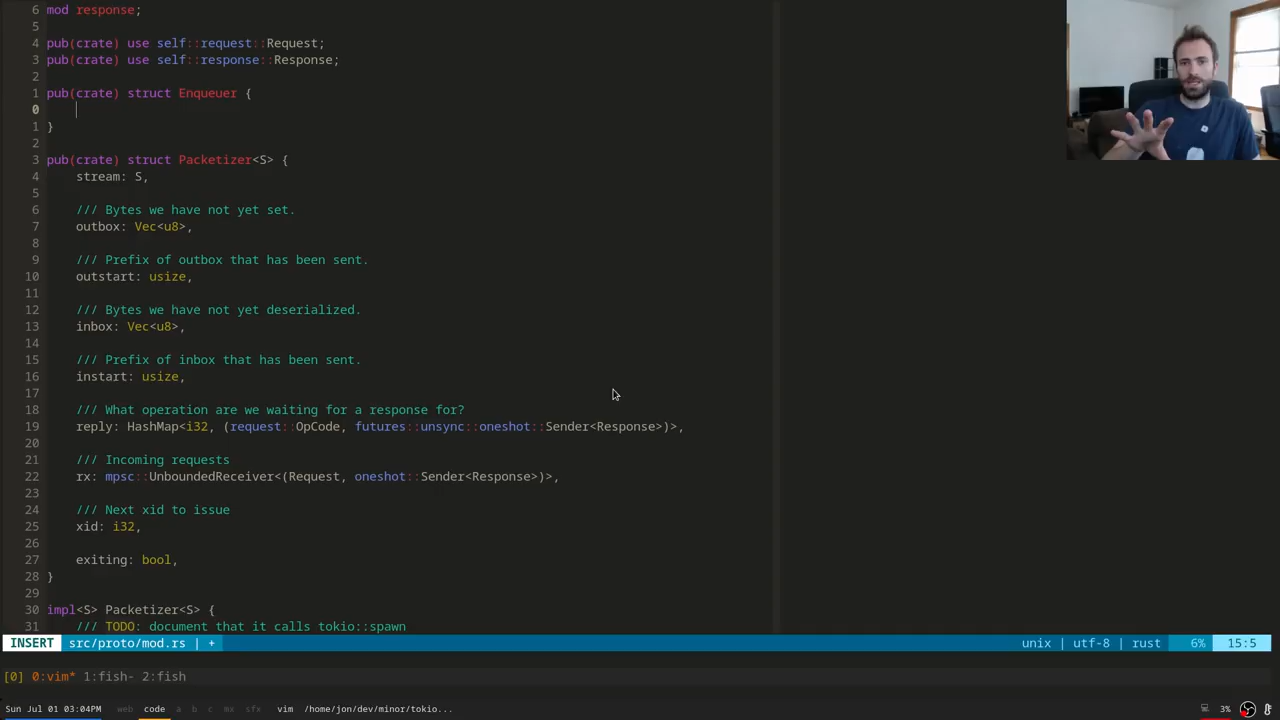 6 mod response;
5
4 pub(crate) use self::request::Request;
3 pub(crate) use self::response::Response;
2
1 pub(crate) struct Enqueuer {
0
1 }
2
3 pub(crate) struct Packetizer<S> {
4     stream: S,
5
6     /// Bytes we have not yet set.
7     outbox: Vec<u8>,
8
9     /// Prefix of outbox that has been sent.
10     outstart: usize,
11
12     /// Bytes we have not yet deserialized.
13     inbox: Vec<u8>,
14
15     /// Prefix of inbox that has been sent.
16     instart: usize,
17
18     /// What operation are we waiting for a response for?
19     reply: HashMap<i32, (request::OpCode, futures::unsync::oneshot::Sender<Response>)>,
20
21     /// Incoming requests
22     rx: mpsc::UnboundedReceiver<(Request, oneshot::Sender<Response>)>,
23
24     /// Next xid to issue
25     xid: i32,
26
27     exiting: bool,
28 }
29
30 impl<S> Packetizer<S> {
31     /// TODO: document that it calls tokio::spawn
INSERT src/proto/mod.rs | + unix | utf-8 | rust 6% 15:5
[0] 0:vim* 1:fish- 2:fish
Sun Jul 01 03:04PM web code a b c mx sfx vim /home/jon/dev/minor/tokio... 3%